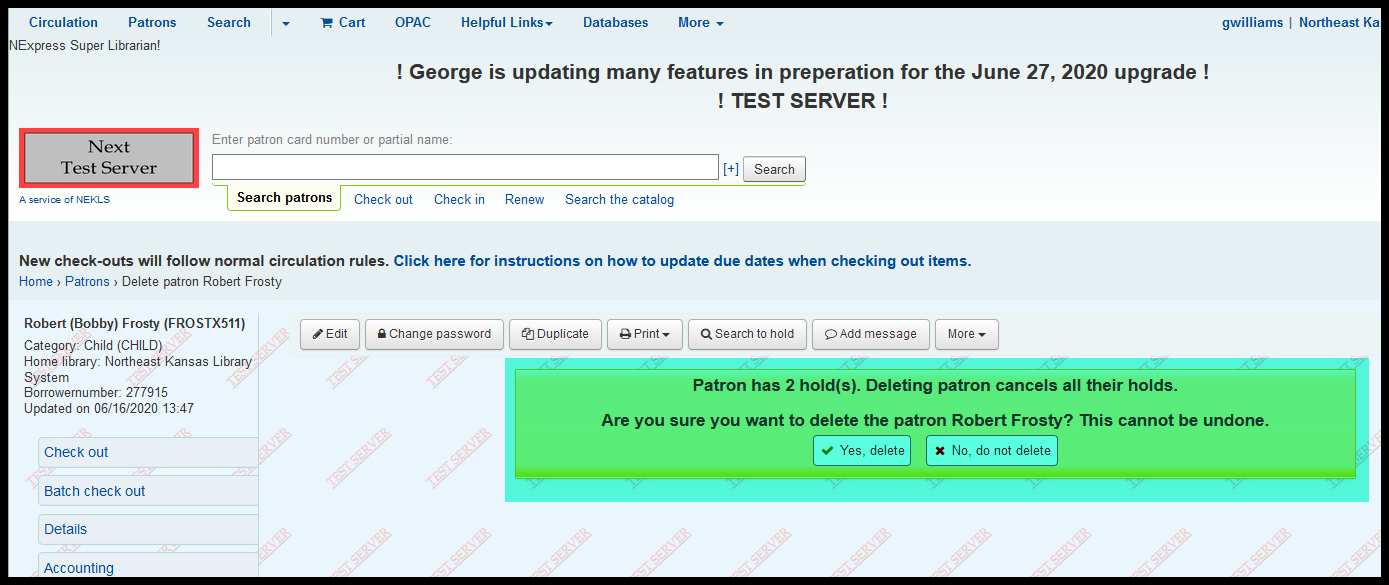 Circulation Patrons Search Cart OPAC Helpful Links Databases More gwilliams | Northeast Ka
NExpress Super Librarian!
! George is updating many features in preperation for the June 27, 2020 upgrade !
! TEST SERVER !
Next
Test Server
A service of NEKLS
Enter patron card number or partial name:
[+] Search
Search patrons Check out Check in Renew Search the catalog
New check-outs will follow normal circulation rules. Click here for instructions on how to update due dates when checking out items.
Home › Patrons › Delete patron Robert Frosty
Robert (Bobby) Frosty (FROSTX511)
Category: Child (CHILD)
Home library: Northeast Kansas Library
System
Borrowernumber: 277915
Updated on 06/16/2020 13:47
Check out
Batch check out
Details
Accounting
Edit Change password Duplicate Print Search to hold Add message More
Patron has 2 hold(s). Deleting patron cancels all their holds.
Are you sure you want to delete the patron Robert Frosty? This cannot be undone.
Yes, delete No, do not delete
TEST SERVER